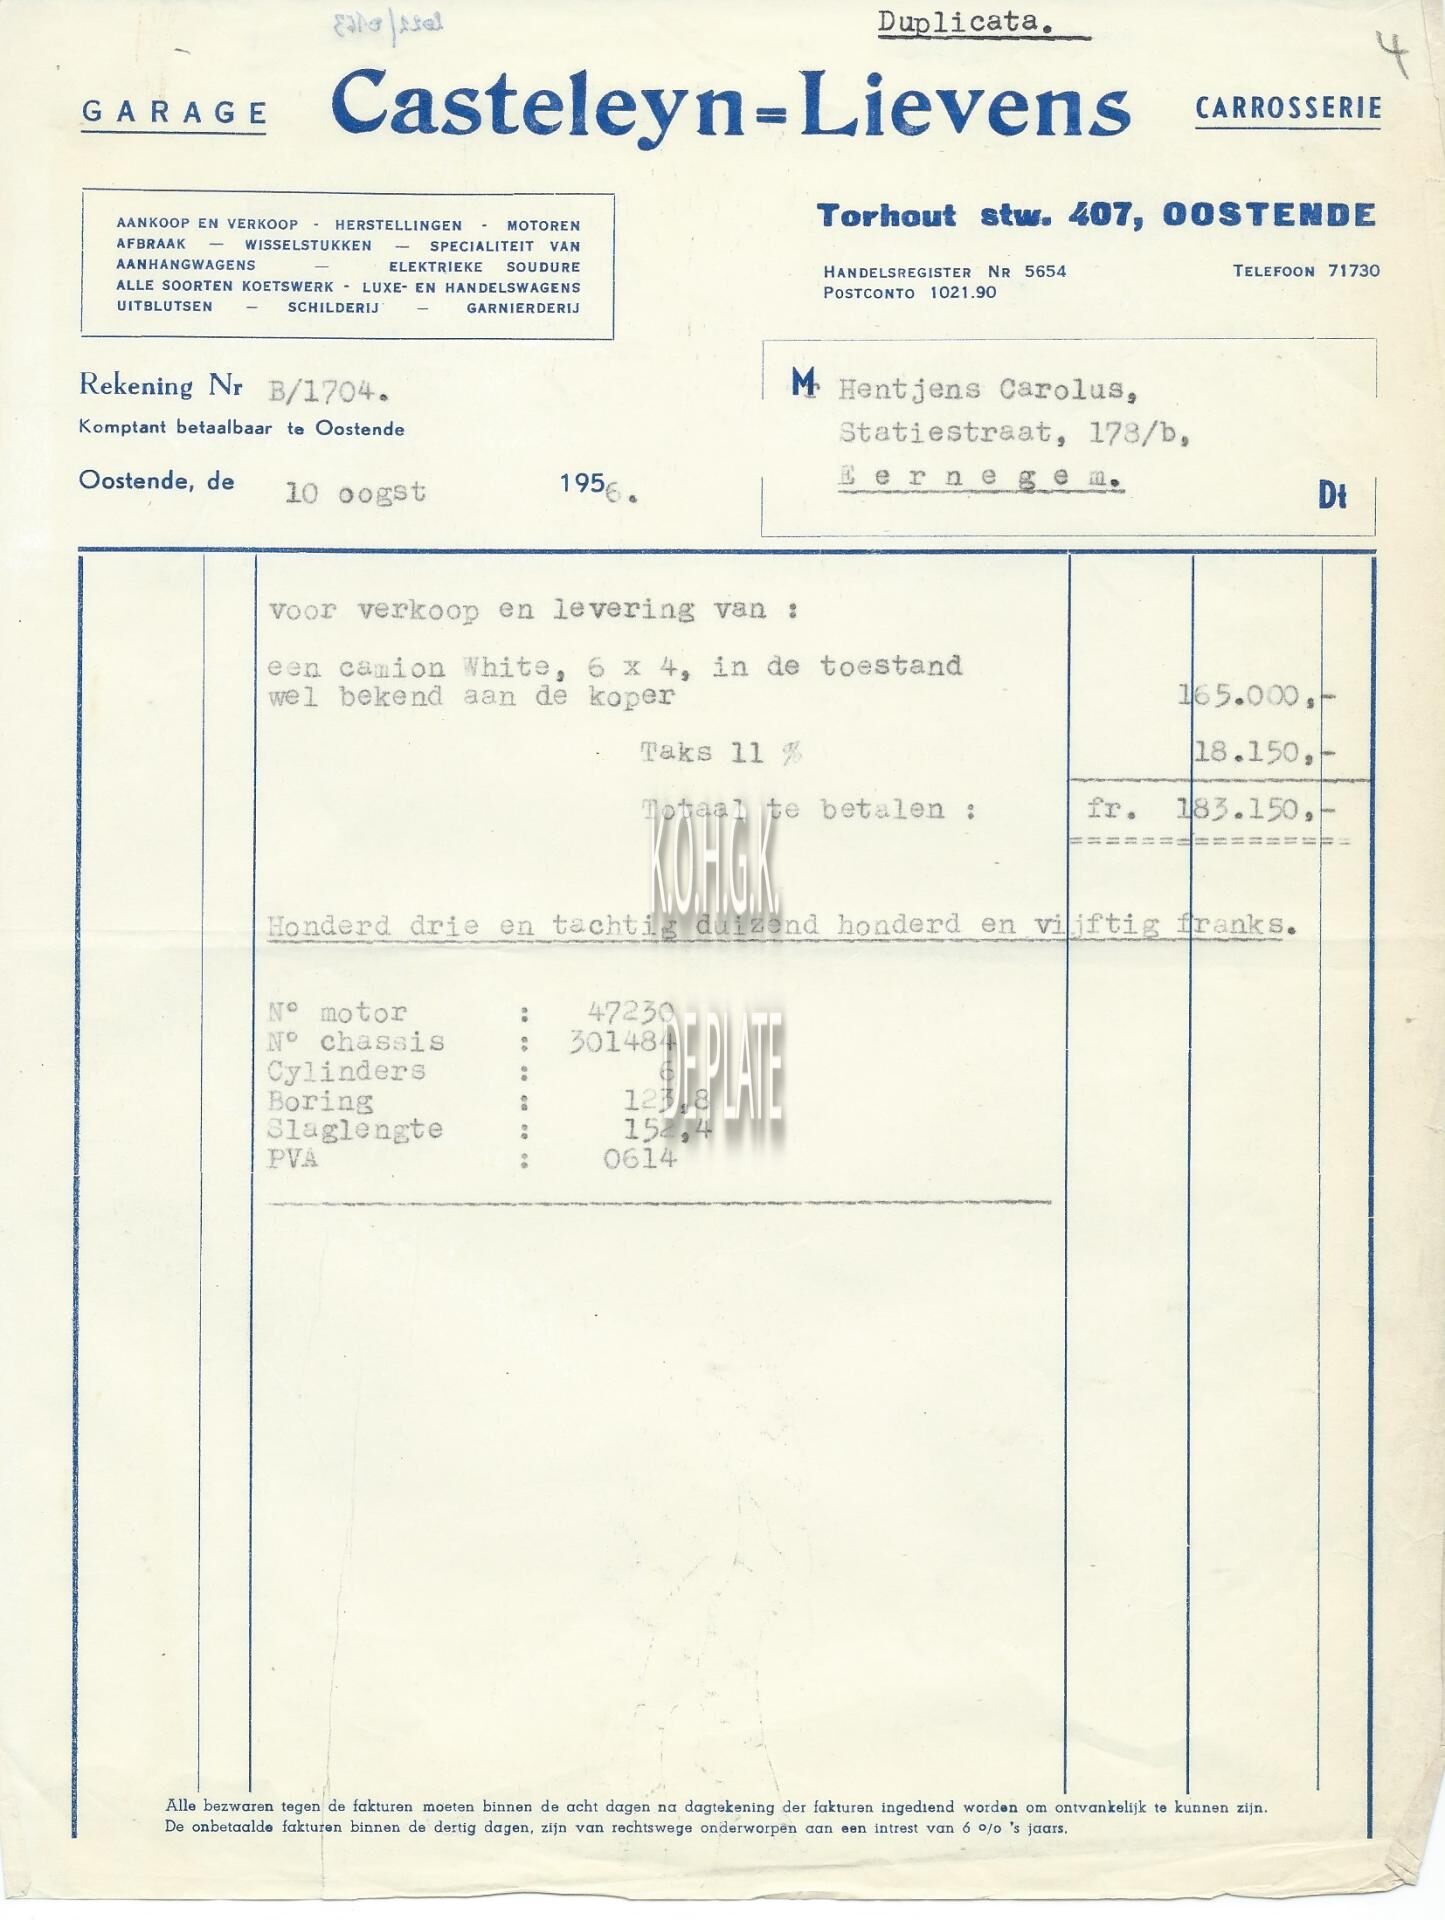 Duplicata.
4
GARAGE Casteleyn=Lievens CARROSSERIE
AANKOOP EN VERKOOP - HERSTELLINGEN - MOTOREN
AFBRAAK — WISSELSTUKKEN — SPECIALITEIT VAN
AANHANGWAGENS — ELEKTRIEKE SOUDURE
ALLE SOORTEN KOETSWERK - LUXE- EN HANDELSWAGENS
UITBLUTSEN — SCHILDERIJ — GARNIERDERIJ
Torhout stw. 407, OOSTENDE
HANDELSREGISTER NR 5654 TELEFOON 71730
POSTCONTO 1021.90
Rekening Nr B/1704.
Komptant betaalbaar te Oostende
Oostende, de 10 oogst 1956.
Mr Hentjens Carolus,
Statiestraat, 178/b,
Eernegem.
Dt
voor verkoop en levering van :
een camion White, 6 x 4, in de toestand
wel bekend aan de koper 165.000,-
Taks 11 % 18.150,-
Totaal te betalen : fr. 183.150,-
================
K.O.H.G.K.
Honderd drie en tachtig duizend honderd en vijftig franks.
N° motor : 47230
N° chassis : 301484
DE PLATE
Cylinders : 6
Boring : 123,8
Slaglengte : 152,4
PVA : 0614
Alle bezwaren tegen de fakturen moeten binnen de acht dagen na dagtekening der fakturen ingediend worden om ontvankelijk te kunnen zijn.
De onbetaalde fakturen binnen de dertig dagen, zijn van rechtswege onderworpen aan een intrest van 6 o/o 's jaars.